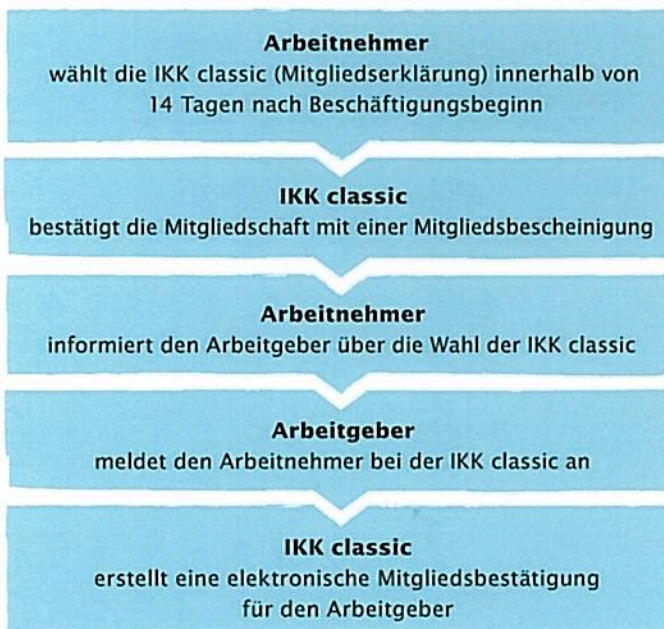 Arbeitnehmer
wählt die IKK classic (Mitgliedserklärung) innerhalb von
14 Tagen nach Beschäftigungsbeginn
IKK classic
bestätigt die Mitgliedschaft mit einer Mitgliedsbescheinigung
Arbeitnehmer
informiert den Arbeitgeber über die Wahl der IKK classic
Arbeitgeber
meldet den Arbeitnehmer bei der IKK classic an
IKK classic
erstellt eine elektronische Mitgliedsbestätigung
für den Arbeitgeber